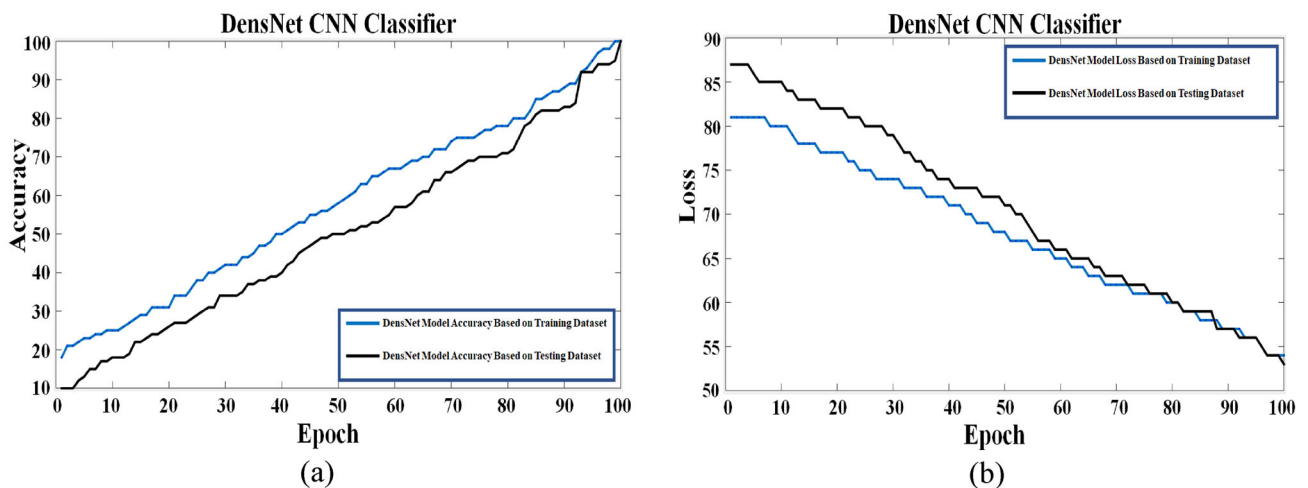 DensNet CNN Classifier
100
90
80
70
60
50
40
30
20
10
Accuracy
0 10 20 30 40 50 60 70 80 90 100
Epoch
DensNet Model Accuracy Based on Training Dataset
DensNet Model Accuracy Based on Testing Dataset
(a)
DensNet CNN Classifier
90
85
80
75
70
65
60
55
50
Loss
0 10 20 30 40 50 60 70 80 90 100
Epoch
DensNet Model Loss Based on Training Dataset
DensNet Model Loss Based on Testing Dataset
(b)